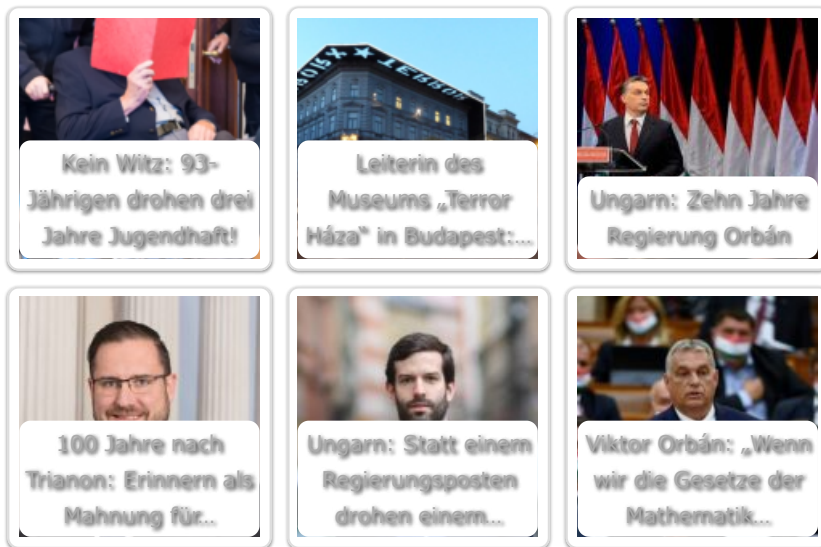 TERROR
Kein Witz: 93-
Jährigen drohen drei
Jahre Jugendhaft!
Leiterin des
Museums „Terror
Háza“ in Budapest:...
Ungarn: Zehn Jahre
Regierung Orbán
100 Jahre nach
Trianon: Erinnern als
Mahnung für...
Ungarn: Statt einem
Regierungsposten
drohen einem...
Viktor Orbán: „Wenn
wir die Gesetze der
Mathematik...